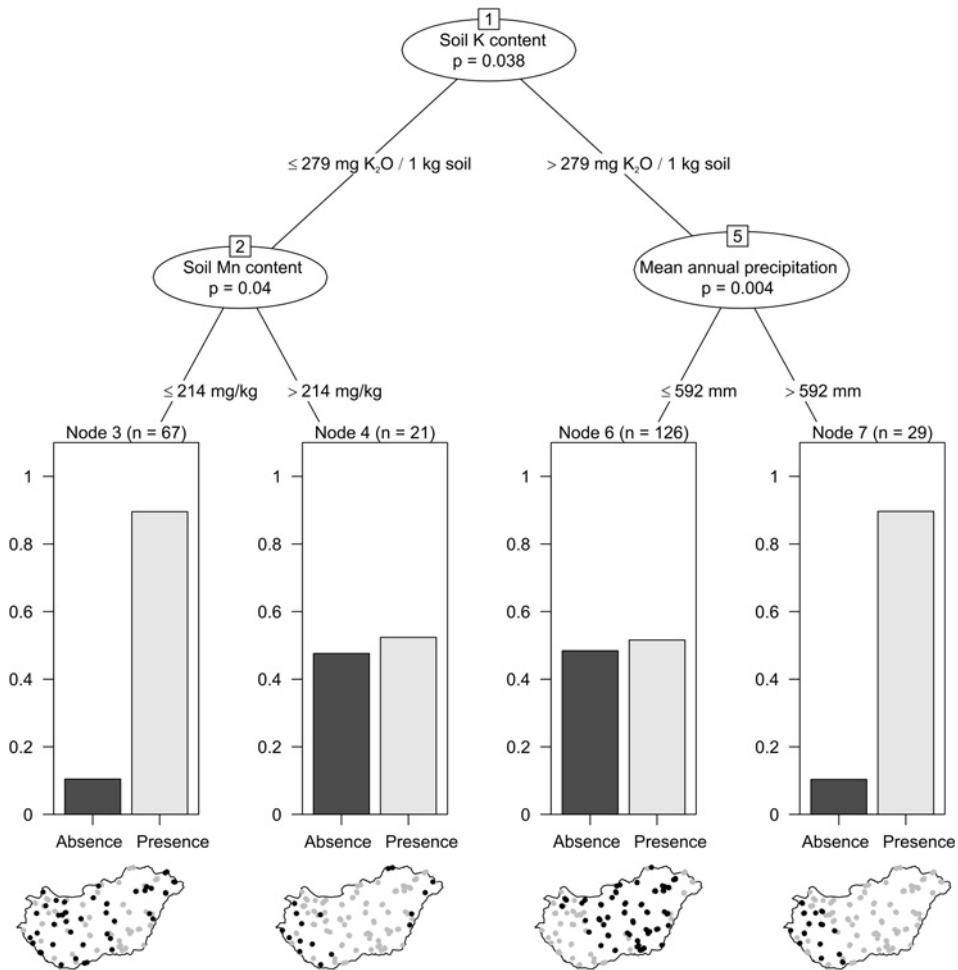 1
Soil K content
p = 0.038
≤ 279 mg K₂O / 1 kg soil
> 279 mg K₂O / 1 kg soil
2
Soil Mn content
p = 0.04
5
Mean annual precipitation
p = 0.004
≤ 214 mg/kg
> 214 mg/kg
≤ 592 mm
> 592 mm
Node 3 (n = 67)
1
0.8
0.6
0.4
0.2
0
Absence Presence
Node 4 (n = 21)
1
0.8
0.6
0.4
0.2
0
Absence Presence
Node 6 (n = 126)
1
0.8
0.6
0.4
0.2
0
Absence Presence
Node 7 (n = 29)
1
0.8
0.6
0.4
0.2
0
Absence Presence